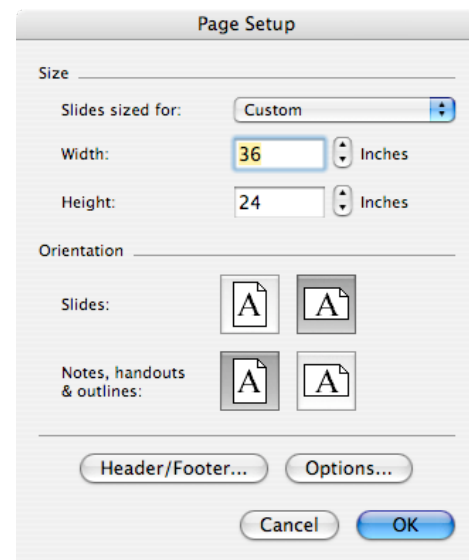 Page Setup
Size
Slides sized for: Custom
Width: 36 Inches
Height: 24 Inches
Orientation
Slides: A A
Notes, handouts
& outlines: A A
Header/Footer... Options...
Cancel OK